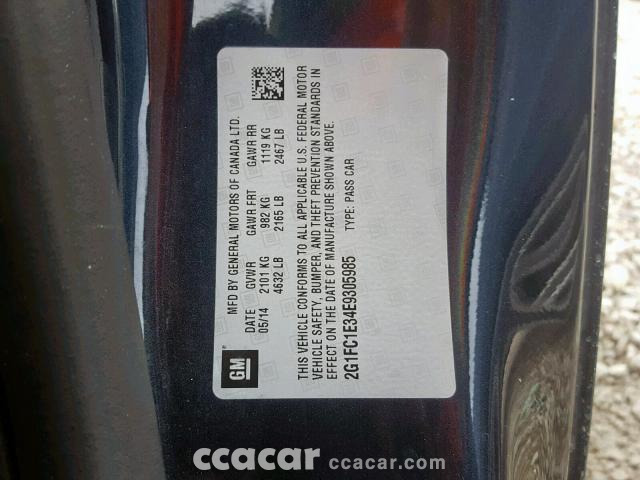 GM
MFD BY GENERAL MOTORS OF CANADA LTD.
DATE GVWR GAWR FRT GAWR RR
05/14 2101 KG 982 KG 1119 KG
4632 LB 2165 LB 2467 LB
THIS VEHICLE CONFORMS TO ALL APPLICABLE U.S. FEDERAL MOTOR
VEHICLE SAFETY, BUMPER, AND THEFT PREVENTION STANDARDS IN
EFFECT ON THE DATE OF MANUFACTURE SHOWN ABOVE.
2G1FC1E34E9305985 TYPE: PASS CAR
ccacar ccacar.com